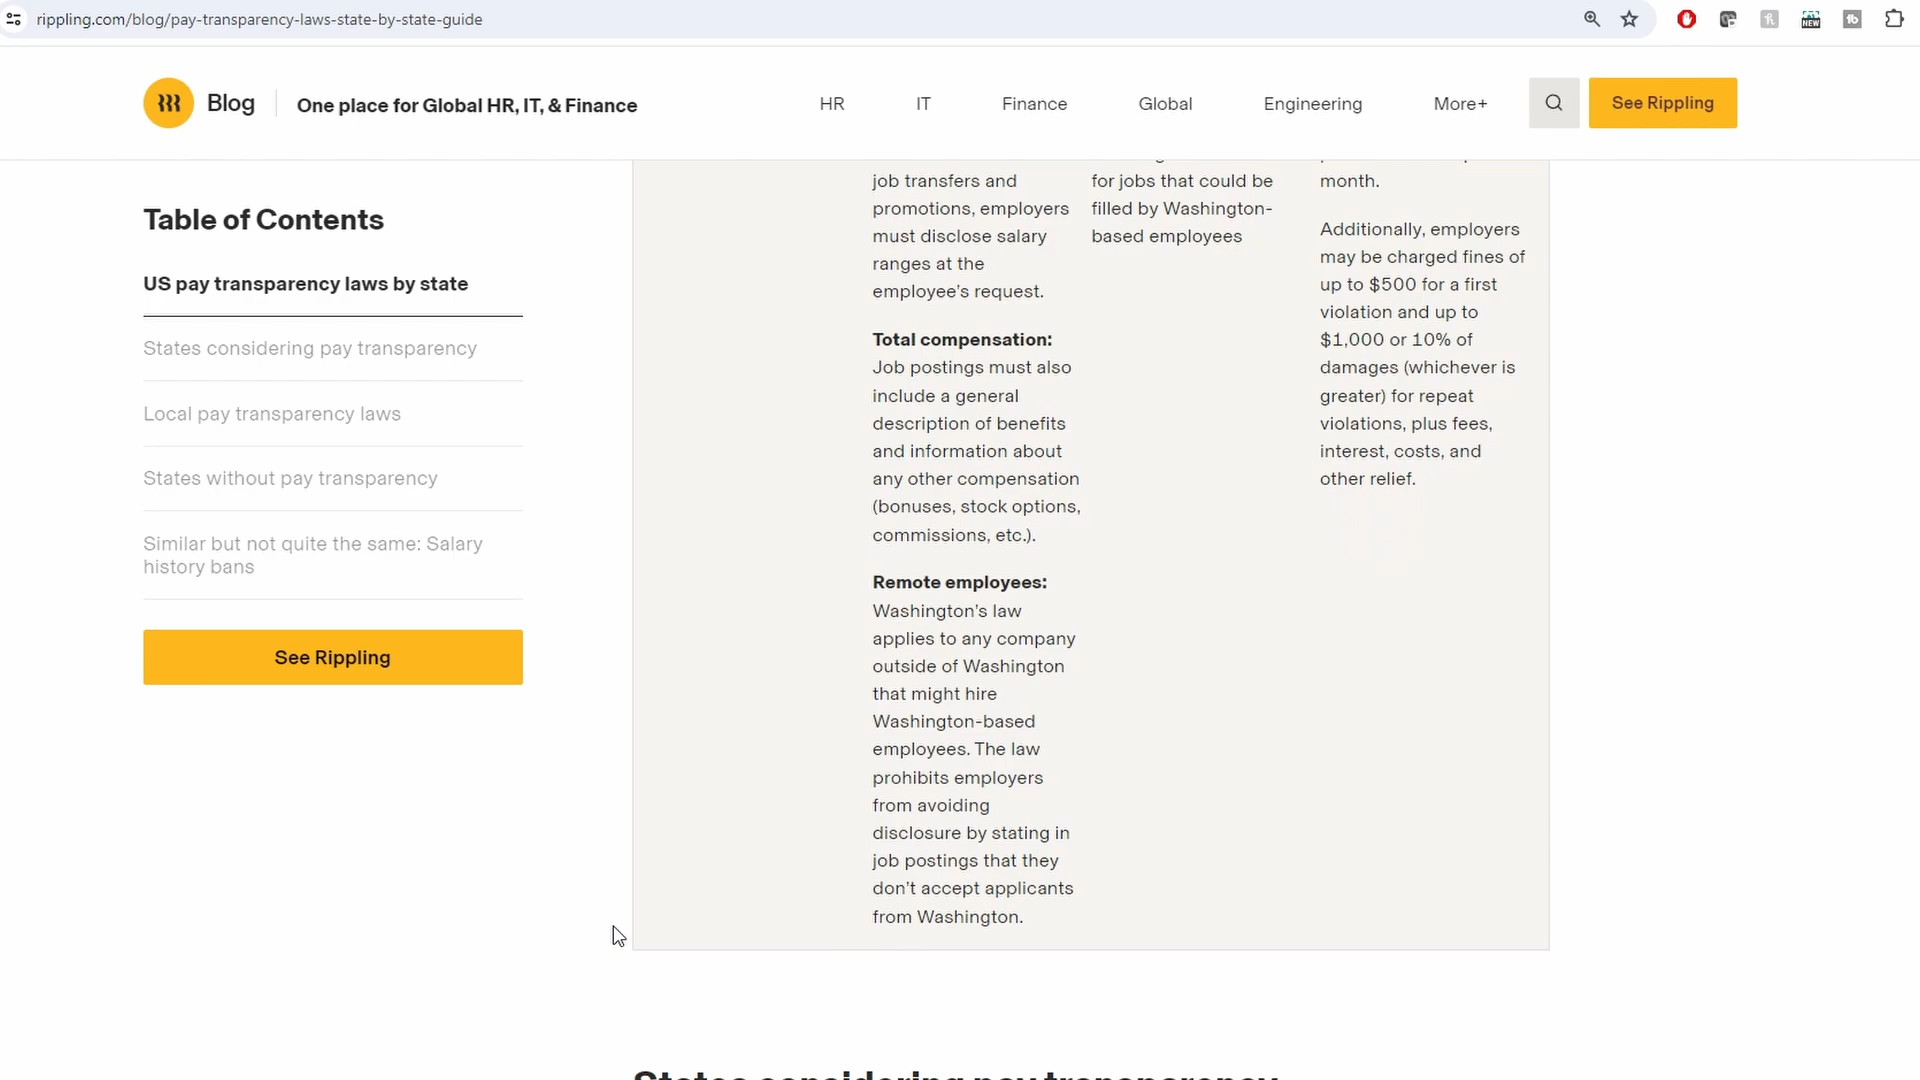 rippling.com/blog/pay-transparency-laws-state-by-state-guide
NEW
Blog
One place for Global HR, IT, & Finance
HR
IT
Finance
Global
Engineering
More+
See Rippling
Table of Contents
US pay transparency laws by state
States considering pay transparency
Local pay transparency laws
States without pay transparency
Similar but not quite the same: Salary
history bans
See Rippling
job transfers and
promotions, employers
must disclose salary
ranges at the
employee’s request.
Total compensation:
Job postings must also
include a general
description of benefits
and information about
any other compensation
(bonuses, stock options,
commissions, etc.).
Remote employees:
Washington’s law
applies to any company
outside of Washington
that might hire
Washington-based
employees. The law
prohibits employers
from avoiding
disclosure by stating in
job postings that they
don’t accept applicants
from Washington.
for jobs that could be
filled by Washington-
based employees
month.
Additionally, employers
may be charged fines of
up to $500 for a first
violation and up to
$1,000 or 10% of
damages (whichever is
greater) for repeat
violations, plus fees,
interest, costs, and
other relief.
States considering pay transparency